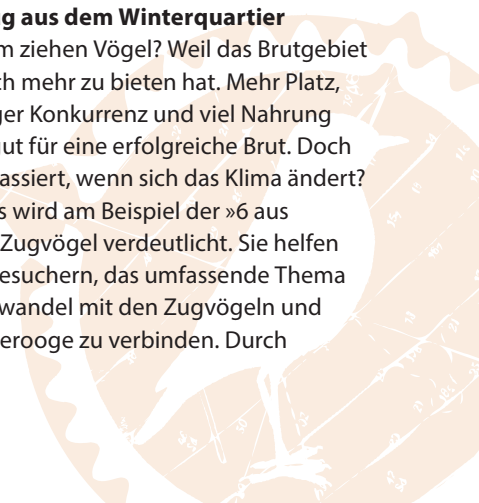 g aus dem Winterquartier
m ziehen Vögel? Weil das Brutgebiet
h mehr zu bieten hat. Mehr Platz,
ger Konkurrenz und viel Nahrung
gut für eine erfolgreiche Brut. Doch
assiert, wenn sich das Klima ändert?
s wird am Beispiel der »6 aus
Zugvögel verdeutlicht. Sie helfen
esuchern, das umfassende Thema
wandel mit den Zugvögeln und
erooge zu verbinden. Durch